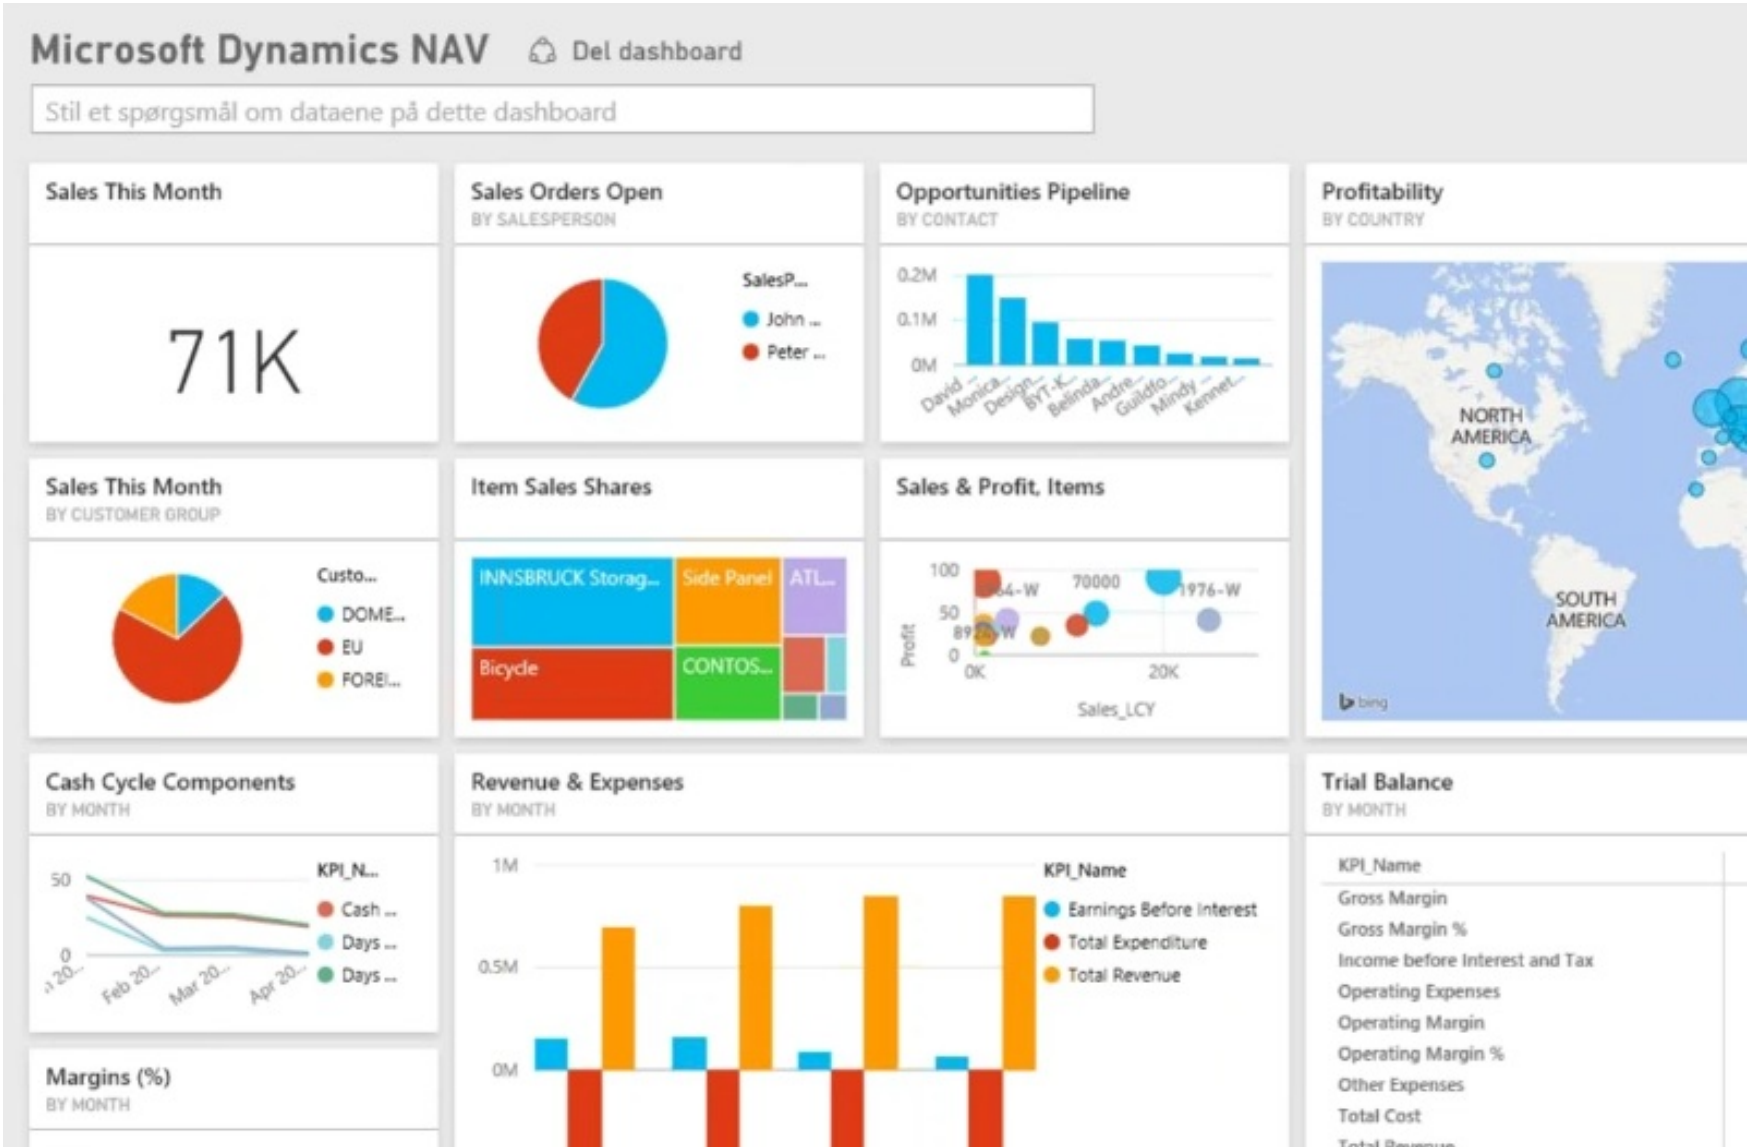 Microsoft Dynamics NAV
Del dashboard
Stil et spørgsmål om dataene på dette dashboard
Sales This Month
71K
Sales Orders Open
BY SALESPERSON
SalesP...
John ...
Peter ...
Opportunities Pipeline
BY CONTACT
0.2M
0.1M
0M
David ...
Monica...
Design...
BYT-K...
Belinda...
Andre...
Guildfo...
Mindy ...
Kennet...
Profitability
BY COUNTRY
NORTH
AMERICA
SOUTH
AMERICA
bing
Sales This Month
BY CUSTOMER GROUP
Custo...
DOME...
EU
FOREI...
Item Sales Shares
INNSBRUCK Storag...
Side Panel
ATL...
Bicycle
CONTOS...
Sales & Profit, Items
Profit
100
50
0
64-W
70000
1976-W
0K
20K
Sales_LCY
Cash Cycle Components
BY MONTH
50
0
20...
Feb 20...
Mar 20...
Apr 20...
KPI_N...
Cash ...
Days ...
Days ...
Revenue & Expenses
BY MONTH
1M
0.5M
0M
KPI_Name
Earnings Before Interest
Total Expenditure
Total Revenue
Trial Balance
BY MONTH
KPI_Name
Gross Margin
Gross Margin %
Income before Interest and Tax
Operating Expenses
Operating Margin
Operating Margin %
Other Expenses
Total Cost
Total Revenue
Margins (%)
BY MONTH